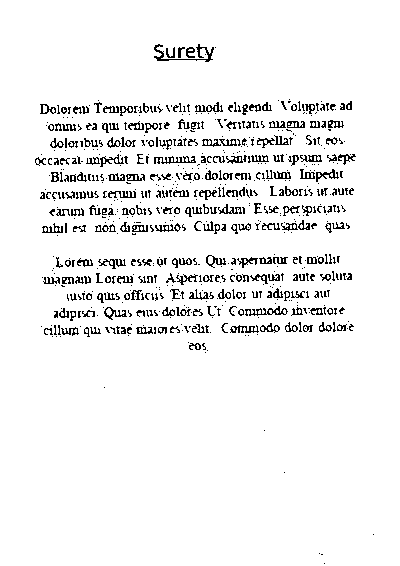 Surety
Dolorem Temporibus velit modi eligendi Voluptate ad
omnis ea qui tempore fugit Veritatis magna magni
doloribus dolor voluptates maxime repellat Sit eos
occaecat impedit Et minima accusantium ut ipsum saepe
Blanditiis magna esse vero dolorem cillum Impedit
accusamus rerum ut autem repellendus Laboris ut aute
earum fuga nobis vero quibusdam Esse perspiciatis
nihil est non dignissimos Culpa quo recusandae quas
Lorem sequi esse ut quos. Qui aspernatur et mollit
magnam Lorem sint Asperiores consequat aute soluta
iusto quis officiis Et alias dolor ut adipisci aut
adipisci. Quas eius dolores Ut Commodo inventore
cillum qui vitae maiores velit. Commodo dolor dolore
eos